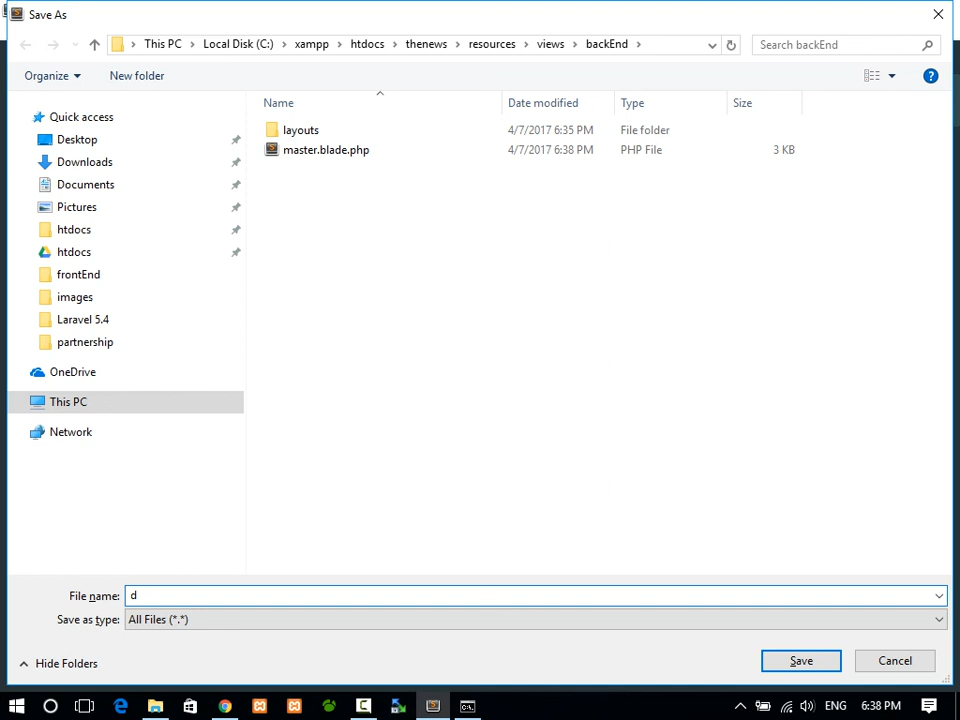 Save As
This PC > Local Disk (C:) > xampp > htdocs > thenews > resources > views > backEnd >
Search backEnd
Organize
New folder
Name
Date modified
Type
Size
layouts
4/7/2017 6:35 PM
File folder
master.blade.php
4/7/2017 6:38 PM
PHP File
3 KB
Quick access
Desktop
Downloads
Documents
Pictures
htdocs
htdocs
frontEnd
images
Laravel 5.4
partnership
OneDrive
This PC
Network
File name:
d
Save as type:
All Files (*.*)
Hide Folders
Save
Cancel
ENG
6:38 PM